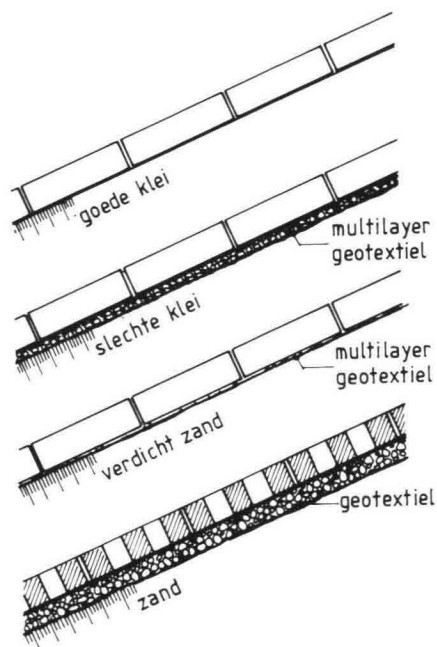 goede klei
multilayer
geotextiel
slechte klei
multilayer
geotextiel
verdicht zand
geotextiel
zand